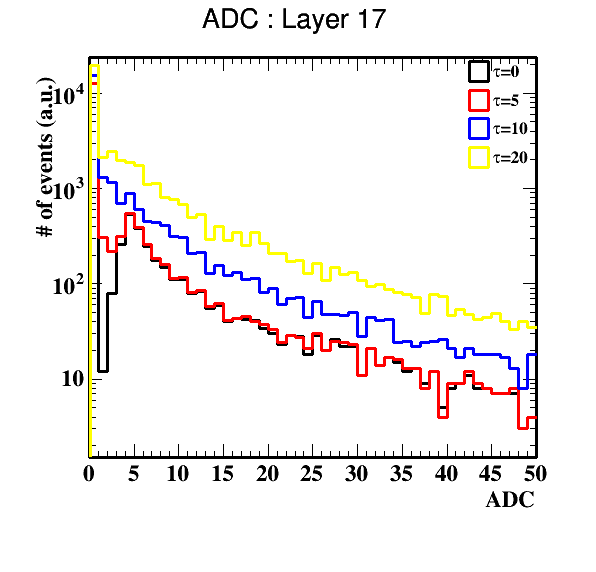 ADC : Layer 17
# of events (a.u.)
10⁴
10³
10²
10
τ=0
τ=5
τ=10
τ=20
0 5 10 15 20 25 30 35 40 45 50
ADC